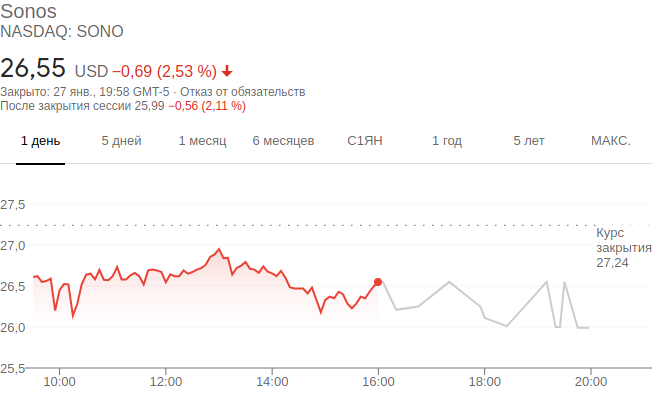 Sonos
NASDAQ: SONO
26,55 USD −0,69 (2,53 %)
Закрыто: 27 янв., 19:58 GMT-5 · Отказ от обязательств
После закрытия сессии 25,99 −0,56 (2,11 %)
1 день 5 дней 1 месяц 6 месяцев С1ЯН 1 год 5 лет МАКС.
27,5
Курс
закрытия
27,24
27,0
26,5
26,0
25,5
10:00 12:00 14:00 16:00 18:00 20:00